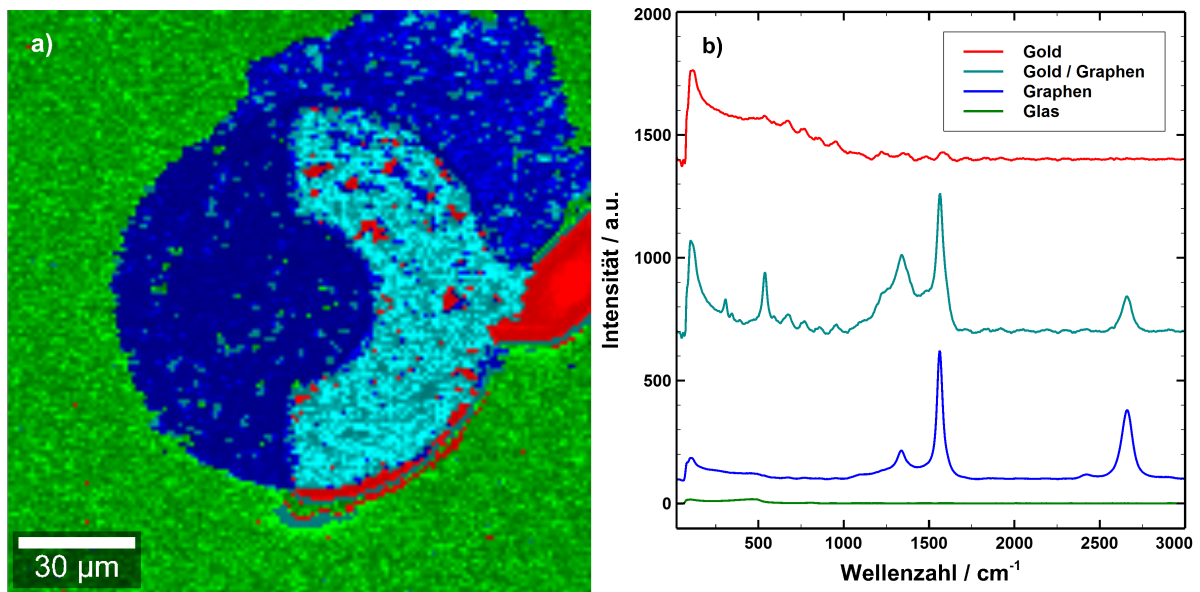 a)
30 µm
b)
Gold
Gold / Graphen
Graphen
Glas
2000
1500
1000
500
0
Intensität / a.u.
500 1000 1500 2000 2500 3000
Wellenzahl / cm⁻¹